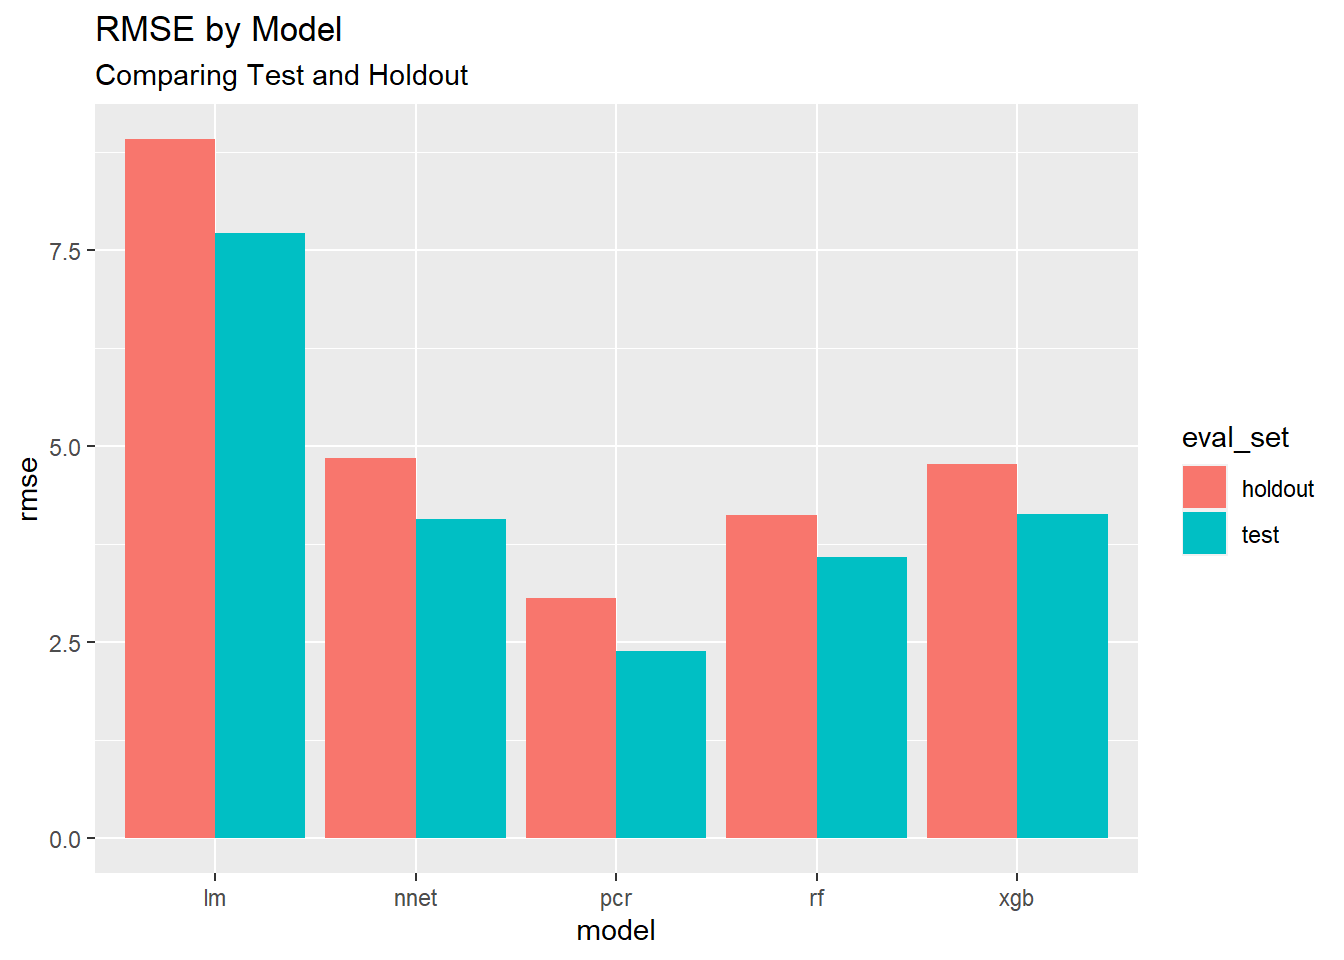 RMSE by Model
Comparing Test and Holdout
rmse
7.5
5.0
2.5
0.0
lm
nnet
pcr
rf
xgb
model
eval_set
holdout
test